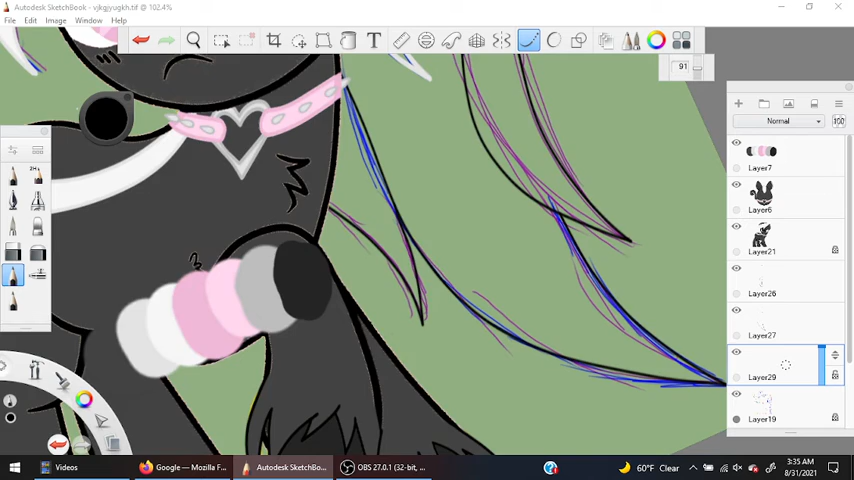 Autodesk SketchBook - vjkgjyugfkh.tif @ 102.4%
File Edit Image Window Help
T
91
Normal
100
2H
Layer7
Layer6
Layer21
Layer26
Layer27
Layer29
Layer19
Videos
Google — Mozilla F...
Autodesk SketchBo...
OBS 27.0.1 (32-bit, ...
60°F Clear
3:35 AM
8/31/2021